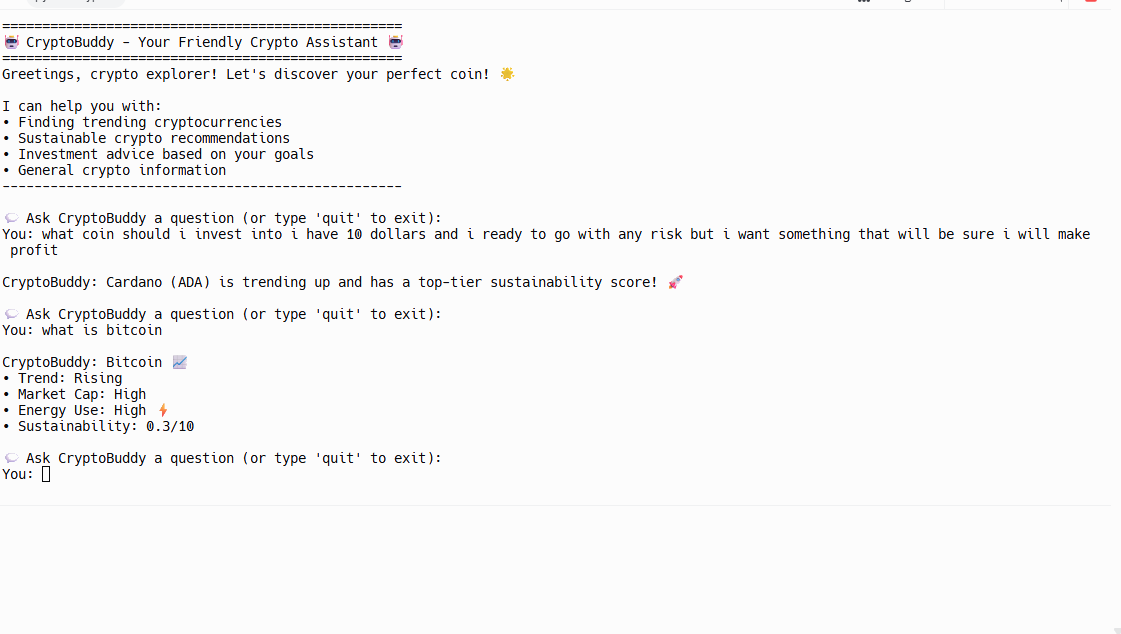 ==================================================
🤖 CryptoBuddy - Your Friendly Crypto Assistant 🤖
==================================================
Greetings, crypto explorer! Let's discover your perfect coin! 🌟
I can help you with:
• Finding trending cryptocurrencies
• Sustainable crypto recommendations
• Investment advice based on your goals
• General crypto information
--------------------------------------------------
💬 Ask CryptoBuddy a question (or type 'quit' to exit):
You: what coin should i invest into i have 10 dollars and i ready to go with any risk but i want something that will be sure i will make
profit
CryptoBuddy: Cardano (ADA) is trending up and has a top-tier sustainability score! 🚀
💬 Ask CryptoBuddy a question (or type 'quit' to exit):
You: what is bitcoin
CryptoBuddy: Bitcoin 📈
• Trend: Rising
• Market Cap: High
• Energy Use: High ⚡
• Sustainability: 0.3/10
💬 Ask CryptoBuddy a question (or type 'quit' to exit):
You: